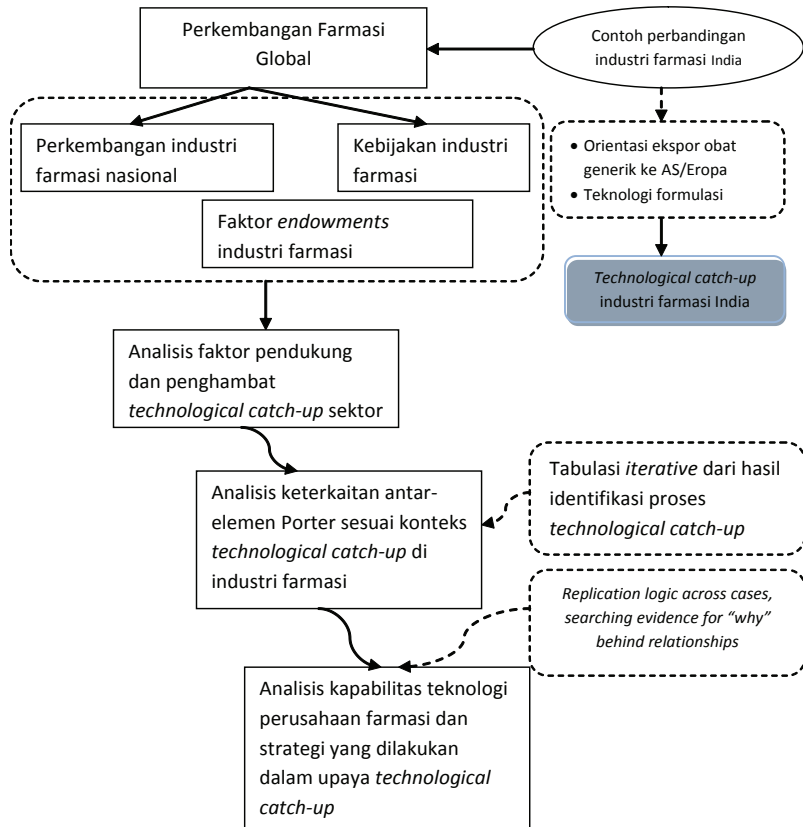 Perkembangan Farmasi
Global
Contoh perbandingan
industri farmasi India
Perkembangan industri
farmasi nasional
Kebijakan industri
farmasi
• Orientasi ekspor obat
generik ke AS/Eropa
• Teknologi formulasi
Faktor endowments
industri farmasi
Technological catch-up
industri farmasi India
Analisis faktor pendukung
dan penghambat
technological catch-up sektor
Analisis keterkaitan antar-
elemen Porter sesuai konteks
technological catch-up di
industri farmasi
Tabulasi iterative dari hasil
identifikasi proses
technological catch-up
Replication logic across cases,
searching evidence for “why”
behind relationships
Analisis kapabilitas teknologi
perusahaan farmasi dan
strategi yang dilakukan
dalam upaya technological
catch-up